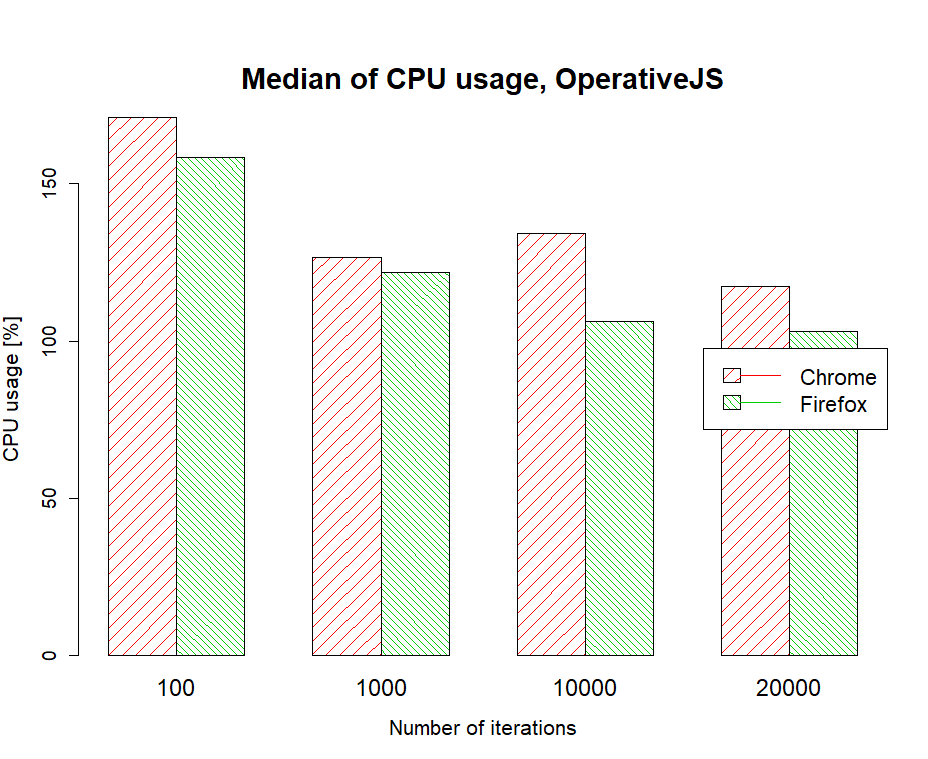 Median of CPU usage, OperativeJS
CPU usage [%]
150
100
50
0
Chrome
Firefox
100 1000 10000 20000
Number of iterations